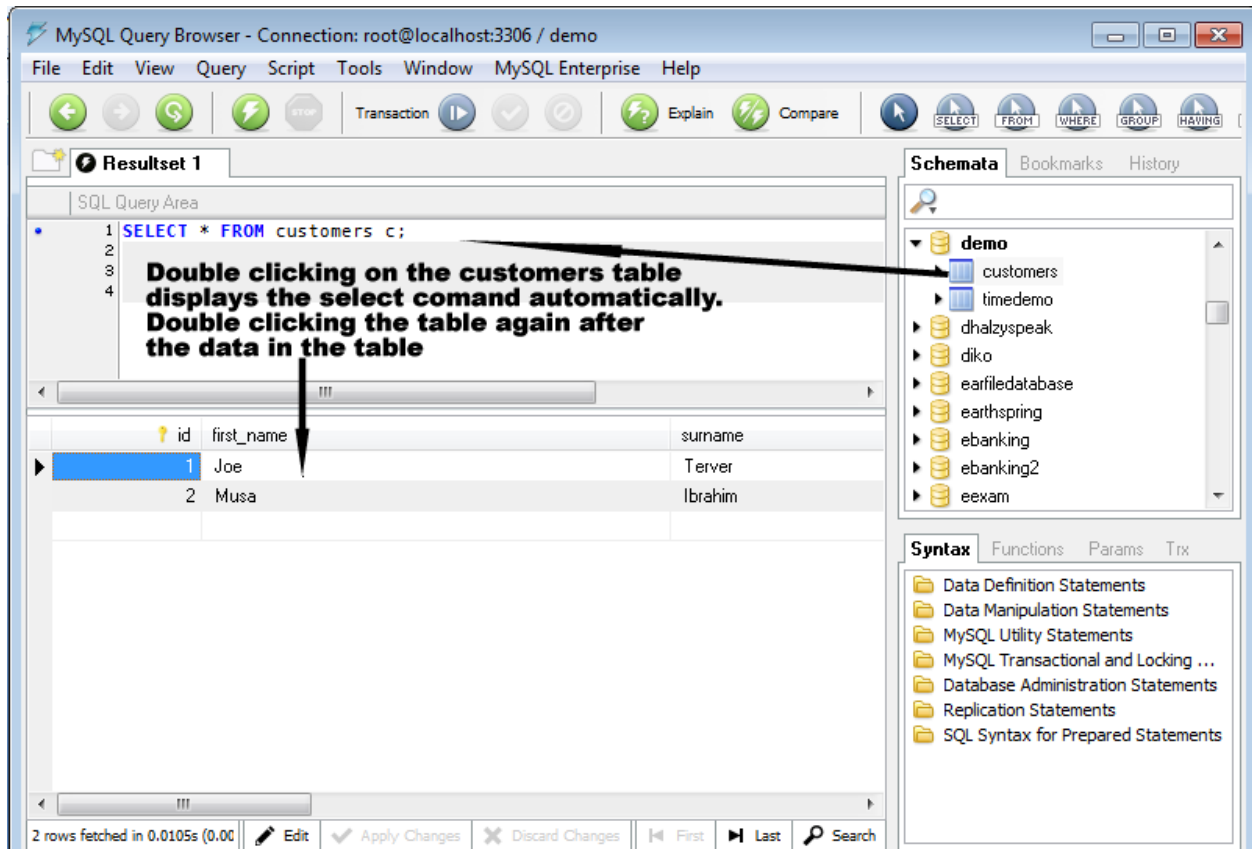 MySQL Query Browser - Connection: root@localhost:3306 / demo
File Edit View Query Script Tools Window MySQL Enterprise Help
STOP Transaction Explain Compare SELECT FROM WHERE GROUP HAVING
Resultset 1
SQL Query Area
1 SELECT * FROM customers c;
2
3
4
Double clicking on the customers table
displays the select comand automatically.
Double clicking the table again after
the data in the table
id first_name surname
1 Joe Terver
2 Musa Ibrahim
2 rows fetched in 0.0105s (0.00 Edit Apply Changes Discard Changes First Last Search
Schemata Bookmarks History
demo
customers
timedemo
dhalzyspeak
diko
earfiledatabase
earthspring
ebanking
ebanking2
eexam
Syntax Functions Params Trx
Data Definition Statements
Data Manipulation Statements
MySQL Utility Statements
MySQL Transactional and Locking ...
Database Administration Statements
Replication Statements
SQL Syntax for Prepared Statements